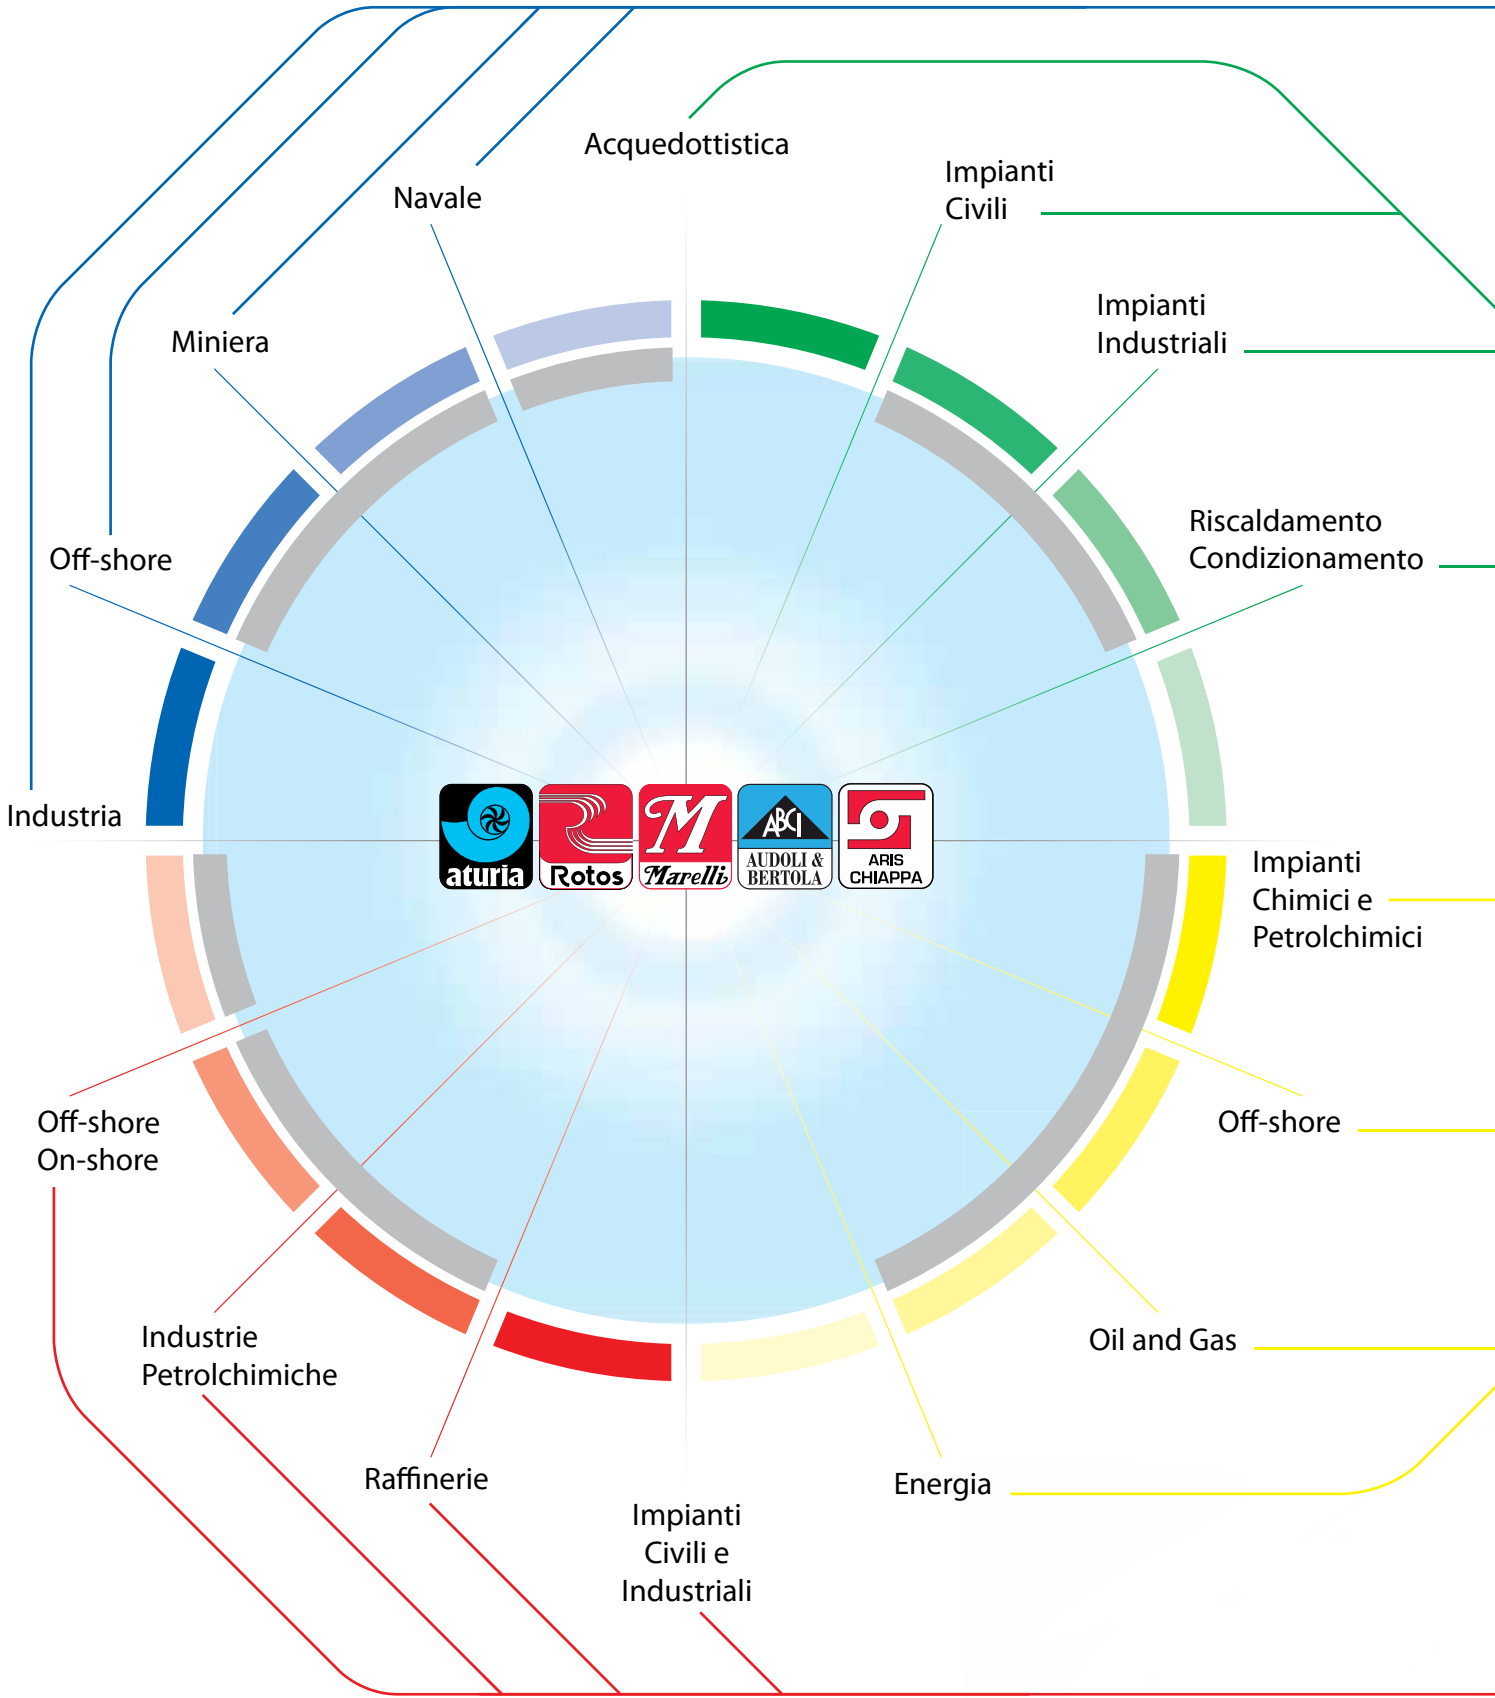 Acquedottistica
Impianti
Civili
Navale
Impianti
Industriali
Miniera
Riscaldamento
Condizionamento
Off-shore
Industria
aturia
Rotos
Marelli
ABCI
AUDOLI &
BERTOLA
ARIS
CHIAPPA
Impianti
Chimici e
Petrolchimici
Off-shore
On-shore
Off-shore
Industrie
Petrolchimiche
Oil and Gas
Raffinerie
Energia
Impianti
Civili e
Industriali